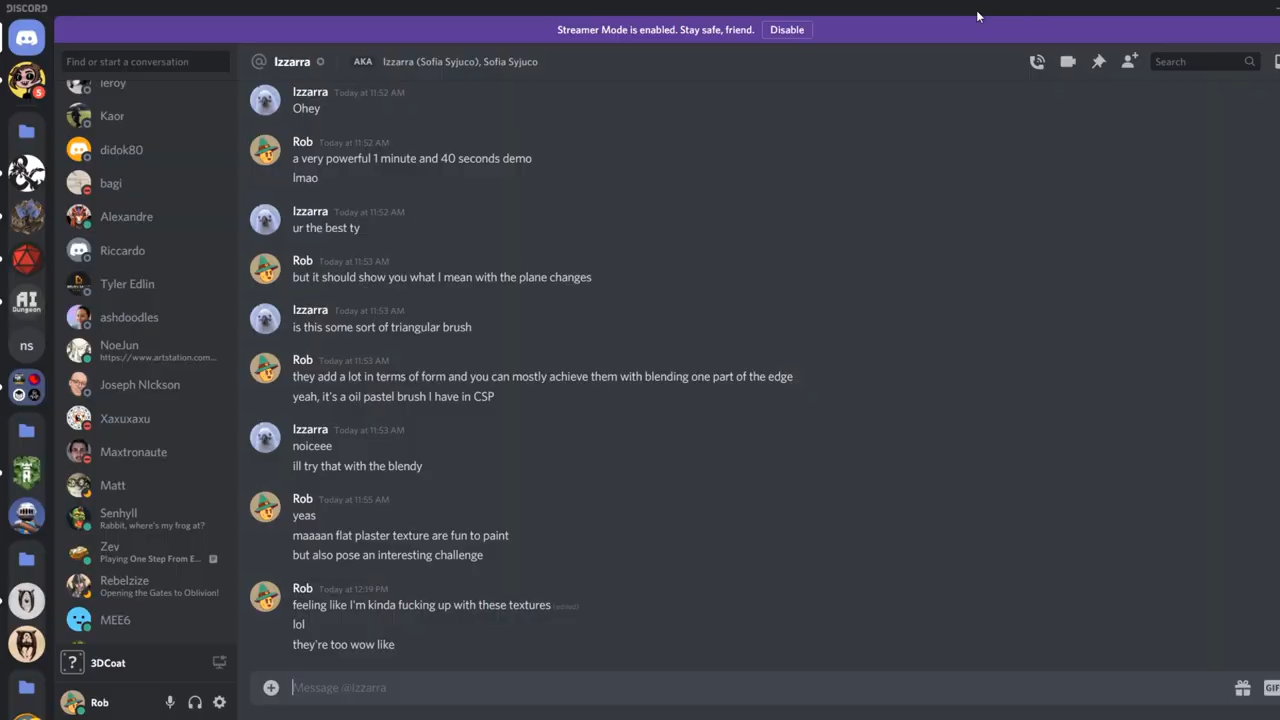 DISCORD
Streamer Mode is enabled. Stay safe, friend. Disable
Find or start a conversation
Izzarra AKA Izzarra (Sofia Syjuco), Sofia Syjuco
Search
leroy
Kaor
didok80
bagi
Alexandre
Riccardo
Tyler Edlin
ashdoodles
NoeJun
https://www.artstation.com...
Joseph NIckson
Xaxuxaxu
Maxtronaute
Matt
Senhyll
Rabbit, where's my frog at?
Zev
Playing One Step From E...
Rebelzize
Opening the Gates to Oblivion!
MEE6
3DCoat
Rob
5
AI
Dungeon
ns
Izzarra Today at 11:52 AM
Ohey
Rob Today at 11:52 AM
a very powerful 1 minute and 40 seconds demo
lmao
Izzarra Today at 11:52 AM
ur the best ty
Rob Today at 11:53 AM
but it should show you what I mean with the plane changes
Izzarra Today at 11:53 AM
is this some sort of triangular brush
Rob Today at 11:53 AM
they add a lot in terms of form and you can mostly achieve them with blending one part of the edge
yeah, it's a oil pastel brush I have in CSP
Izzarra Today at 11:53 AM
noiceee
ill try that with the blendy
Rob Today at 11:55 AM
yeas
maaaan flat plaster texture are fun to paint
but also pose an interesting challenge
Rob Today at 12:19 PM
feeling like I'm kinda fucking up with these textures (edited)
lol
they're too wow like
Message @Izzarra
GIF